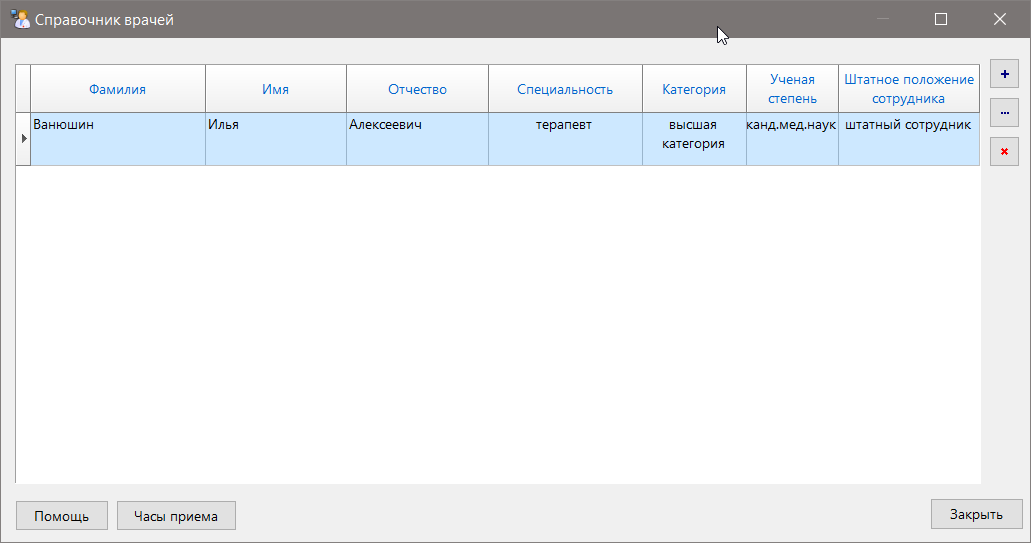 Справочник врачей
Фамилия Имя Отчество Специальность Категория Ученая степень Штатное положение сотрудника
Ванюшин Илья Алексеевич терапевт высшая категория канд.мед.наук штатный сотрудник
Помощь Часы приема Закрыть